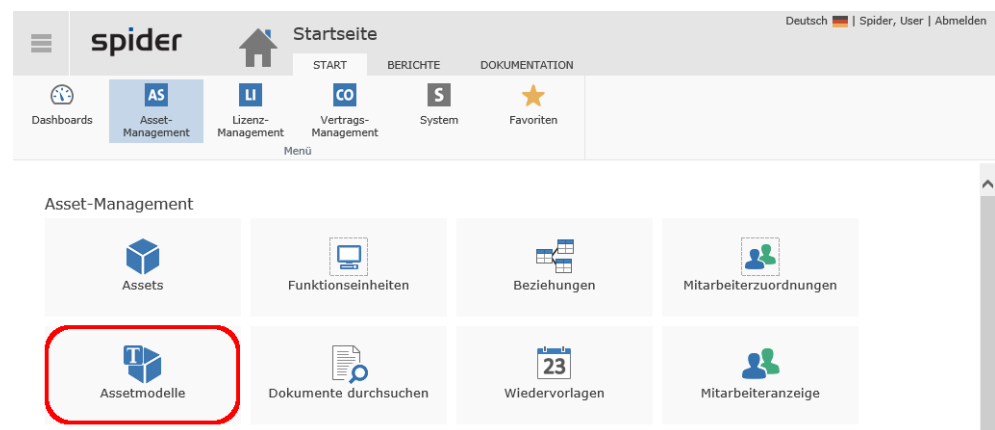 Deutsch | Spider, User | Abmelden
spider
Startseite
START BERICHTE DOKUMENTATION
AS LI CO S
Dashboards Asset- Lizenz- Vertrags- System Favoriten
Management Management Management
Menü
Asset-Management
Assets Funktionseinheiten Beziehungen Mitarbeiterzuordnungen
T 23
Assetmodelle Dokumente durchsuchen Wiedervorlagen Mitarbeiteranzeige